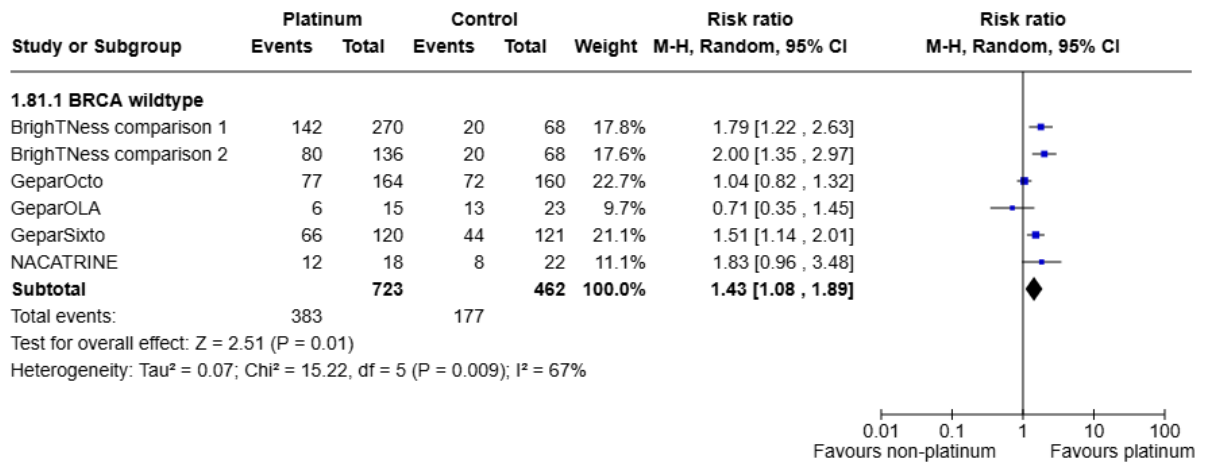 Platinum Control Risk ratio Risk ratio
Study or Subgroup Events Total Events Total Weight M-H, Random, 95% CI M-H, Random, 95% CI
1.81.1 BRCA wildtype
BrighTNess comparison 1 142 270 20 68 17.8% 1.79 [1.22 , 2.63]
BrighTNess comparison 2 80 136 20 68 17.6% 2.00 [1.35 , 2.97]
GeparOcto 77 164 72 160 22.7% 1.04 [0.82 , 1.32]
GeparOLA 6 15 13 23 9.7% 0.71 [0.35 , 1.45]
GeparSixto 66 120 44 121 21.1% 1.51 [1.14 , 2.01]
NACATRINE 12 18 8 22 11.1% 1.83 [0.96 , 3.48]
Subtotal 723 462 100.0% 1.43 [1.08 , 1.89]
Total events: 383 177
Test for overall effect: Z = 2.51 (P = 0.01)
Heterogeneity: Tau² = 0.07; Chi² = 15.22, df = 5 (P = 0.009); I² = 67%
0.01 0.1 1 10 100
Favours non-platinum Favours platinum